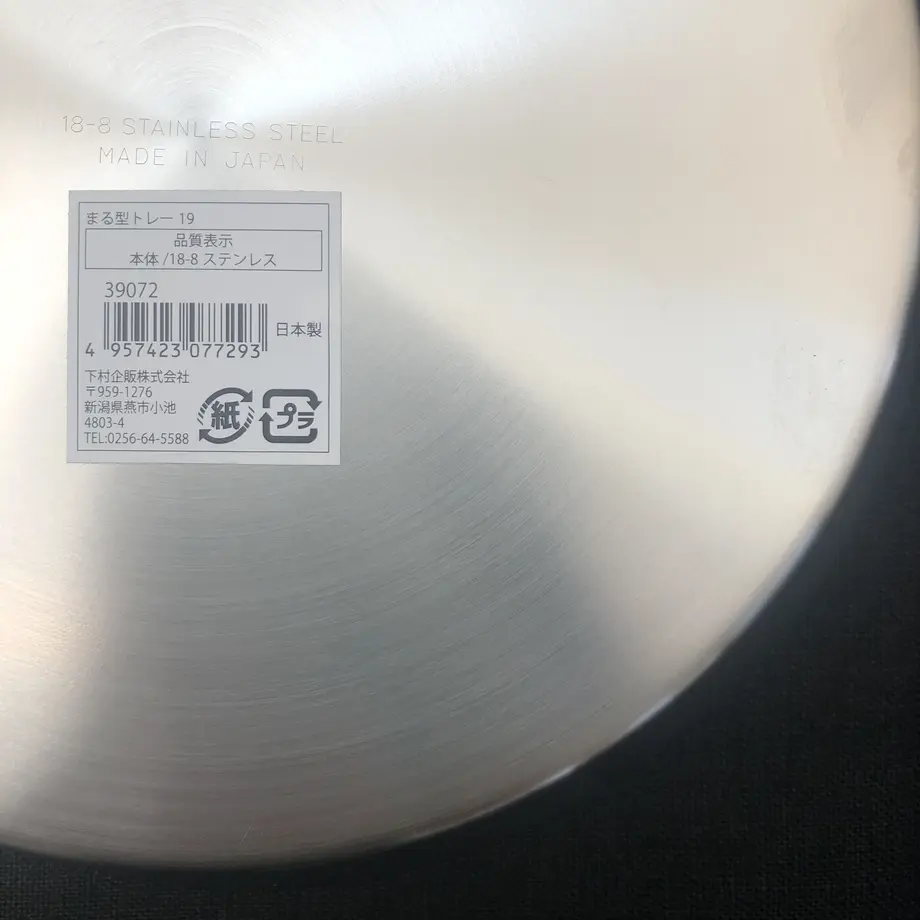 18-8 STAINLESS STEEL
MADE IN JAPAN
まる型トレー 19
品質表示
本体 /18-8 ステンレス
39072
日本製
4 957423 077293
下村企販株式会社
〒959-1276
新潟県燕市小池
4803-4
TEL:0256-64-5588
紙 プラ